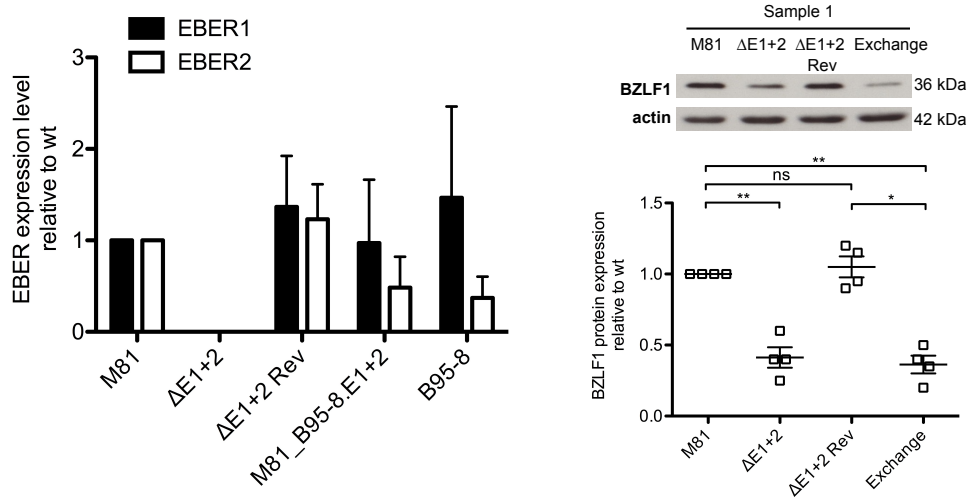 EBER1
EBER2
EBER expression level
relative to wt
3
2
1
0
M81
ΔE1+2
ΔE1+2 Rev
M81_B95-8.E1+2
B95-8
Sample 1
M81 ΔE1+2 ΔE1+2 Exchange
Rev
BZLF1 36 kDa
actin 42 kDa
**
ns
** *
BZLF1 protein expression
relative to wt
1.5
1.0
0.5
0.0
M81
ΔE1+2
ΔE1+2 Rev
Exchange